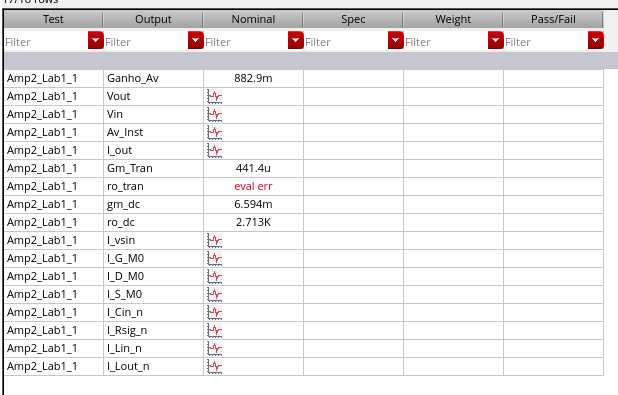 17/18 rows
Test Output Nominal Spec Weight Pass/Fail
Filter Filter Filter Filter Filter Filter
Amp2_Lab1_1 Ganho_Av 882.9m
Amp2_Lab1_1 Vout
Amp2_Lab1_1 Vin
Amp2_Lab1_1 Av_Inst
Amp2_Lab1_1 I_out
Amp2_Lab1_1 Gm_Tran 441.4u
Amp2_Lab1_1 ro_tran eval err
Amp2_Lab1_1 gm_dc 6.594m
Amp2_Lab1_1 ro_dc 2.713K
Amp2_Lab1_1 I_vsin
Amp2_Lab1_1 I_G_M0
Amp2_Lab1_1 I_D_M0
Amp2_Lab1_1 I_S_M0
Amp2_Lab1_1 I_Cin_n
Amp2_Lab1_1 I_Rsig_n
Amp2_Lab1_1 I_Lin_n
Amp2_Lab1_1 I_Lout_n